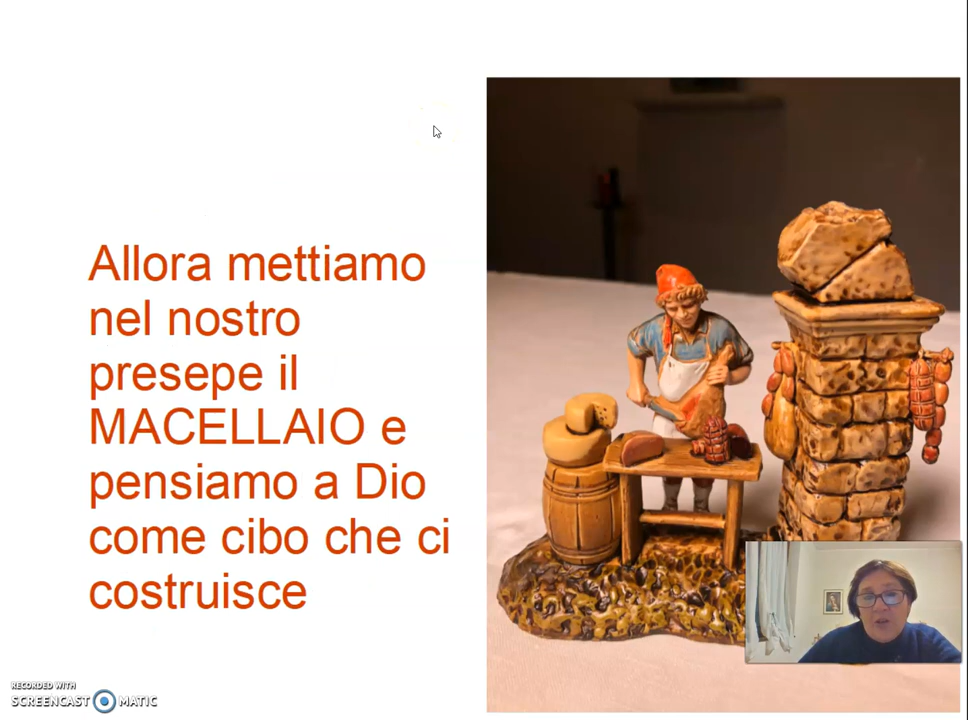 Allora mettiamo
nel nostro
presepe il
MACELLAIO e
pensiamo a Dio
come cibo che ci
costruisce
RECORDED WITH
SCREENCAST MATIC